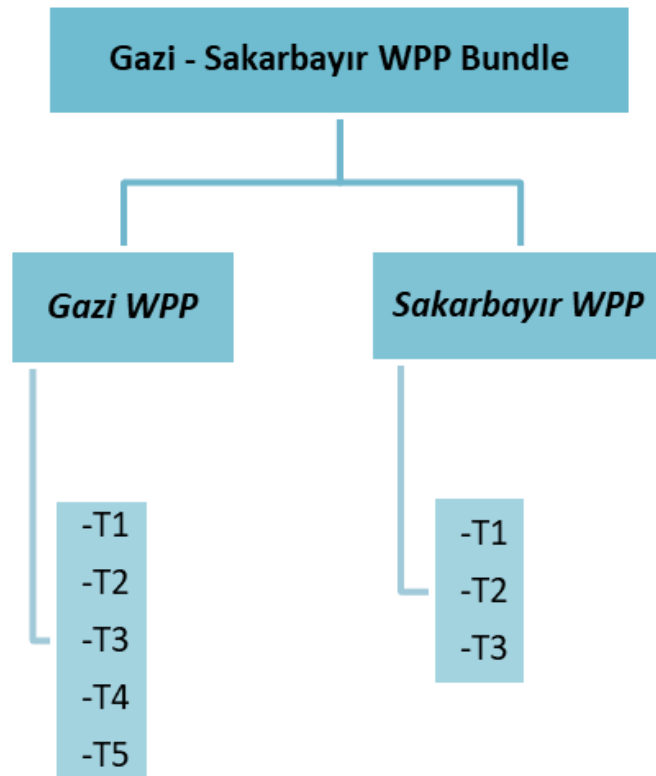 Gazi - Sakarbayır WPP Bundle
Gazi WPP
Sakarbayır WPP
-T1
-T2
-T3
-T4
-T5
-T1
-T2
-T3